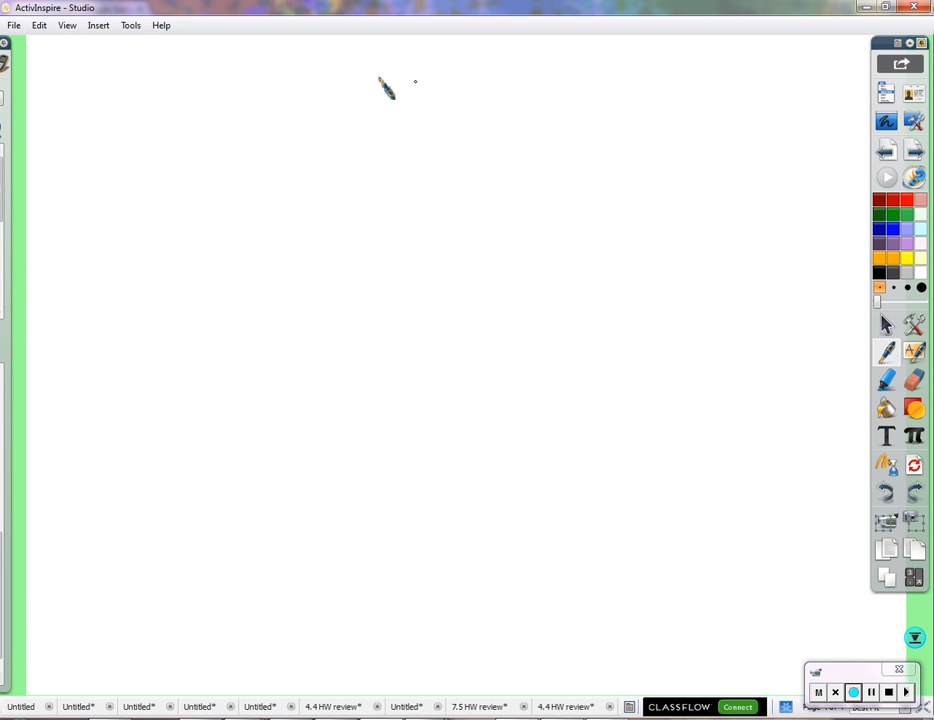 ActivInspire - Studio
File Edit View Insert Tools Help
T
M
Untitled Untitled* Untitled* Untitled* Untitled* 4.4 HW review* Untitled* 7.5 HW review* 4.4 HW review* CLASSFLOW Connect